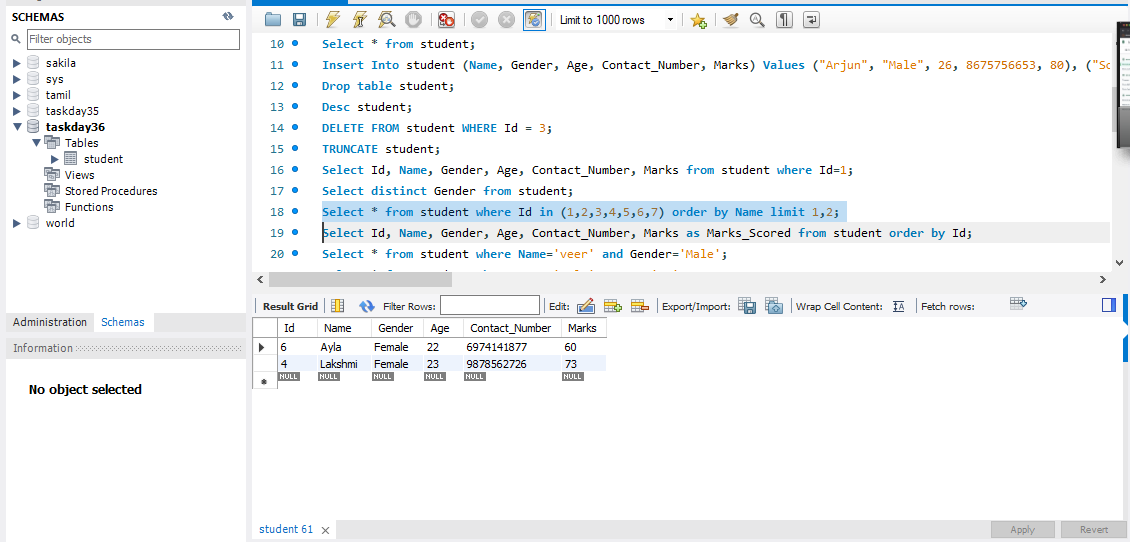 SCHEMAS
Filter objects
sakila
sys
tamil
taskday35
taskday36
Tables
student
Views
Stored Procedures
Functions
world
Administration Schemas
Information
No object selected
Limit to 1000 rows
10 Select * from student;
11 Insert Into student (Name, Gender, Age, Contact_Number, Marks) Values ("Arjun", "Male", 26, 8675756653, 80), ("So
12 Drop table student;
13 Desc student;
14 DELETE FROM student WHERE Id = 3;
15 TRUNCATE student;
16 Select Id, Name, Gender, Age, Contact_Number, Marks from student where Id=1;
17 Select distinct Gender from student;
18 Select * from student where Id in (1,2,3,4,5,6,7) order by Name limit 1,2;
19 Select Id, Name, Gender, Age, Contact_Number, Marks as Marks_Scored from student order by Id;
20 Select * from student where Name='veer' and Gender='Male';
Result Grid Filter Rows: Edit: Export/Import: Wrap Cell Content: IA Fetch rows:
Id Name Gender Age Contact_Number Marks
6 Ayla Female 22 6974141877 60
4 Lakshmi Female 23 9878562726 73
NULL NULL NULL NULL NULL NULL
student 61
Apply Revert